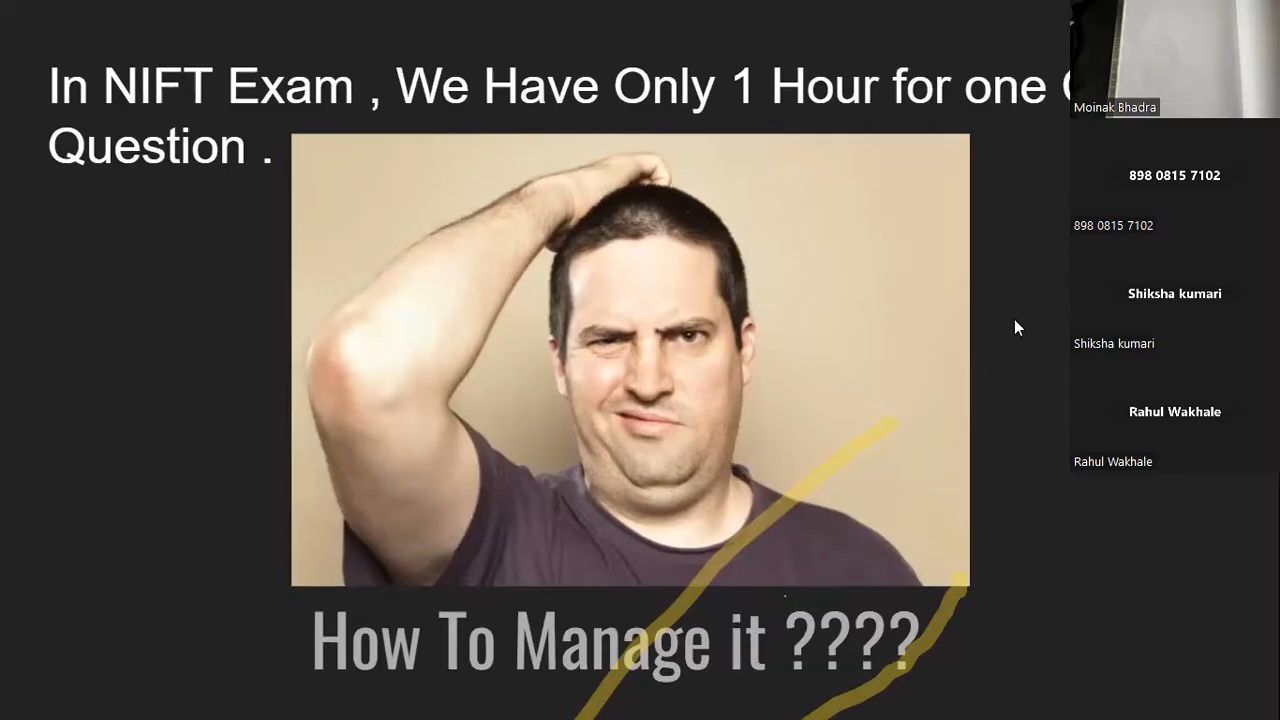 In NIFT Exam , We Have Only 1 Hour for one
Question .
How To Manage it ????
Moinak Bhadra
898 0815 7102
898 0815 7102
Shiksha kumari
Shiksha kumari
Rahul Wakhale
Rahul Wakhale